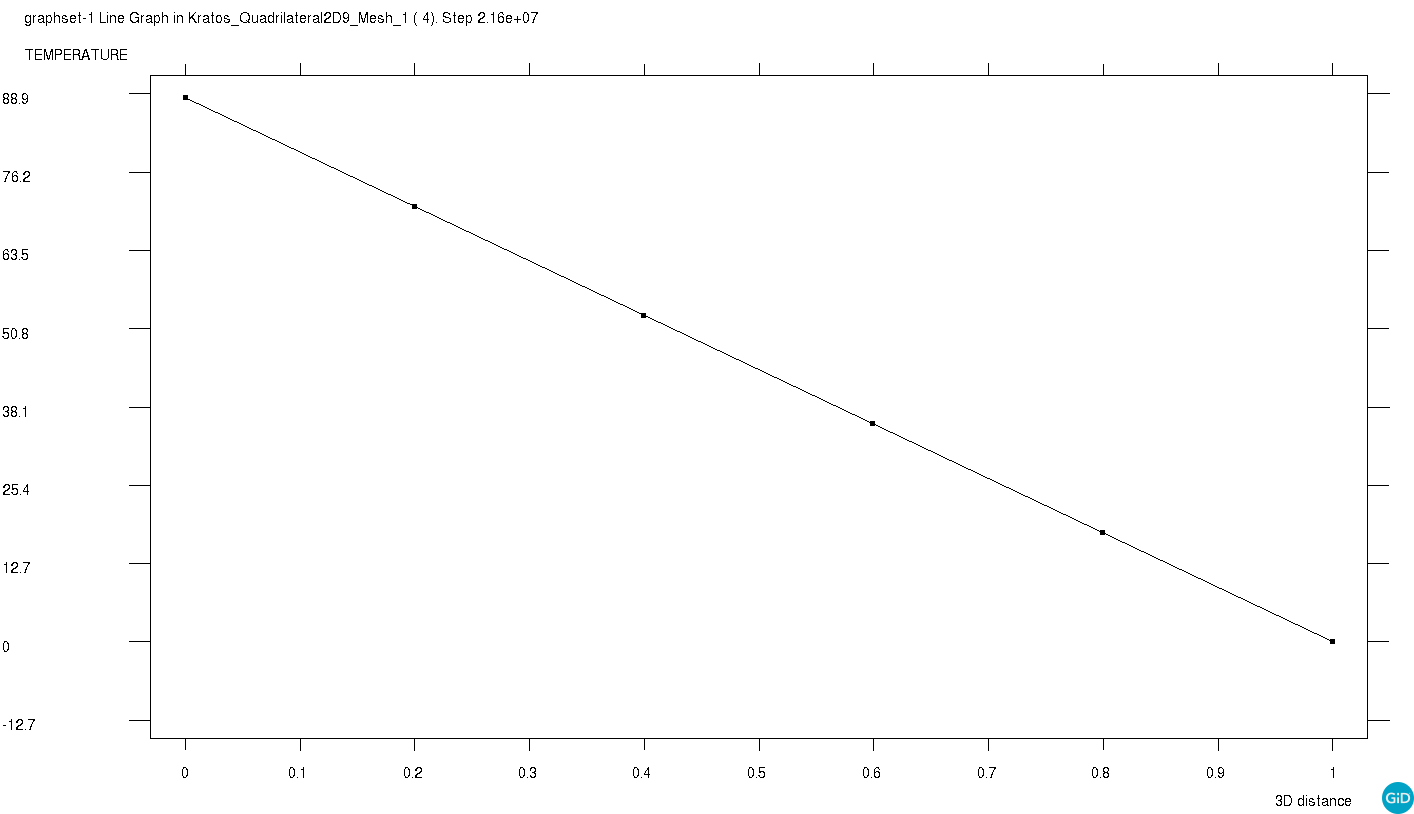 graphset-1 Line Graph in Kratos_Quadrilateral2D9_Mesh_1 ( 4). Step 2.16e+07
TEMPERATURE
88.9
76.2
63.5
50.8
38.1
25.4
12.7
0
-12.7
0 0.1 0.2 0.3 0.4 0.5 0.6 0.7 0.8 0.9 1
3D distance
GiD